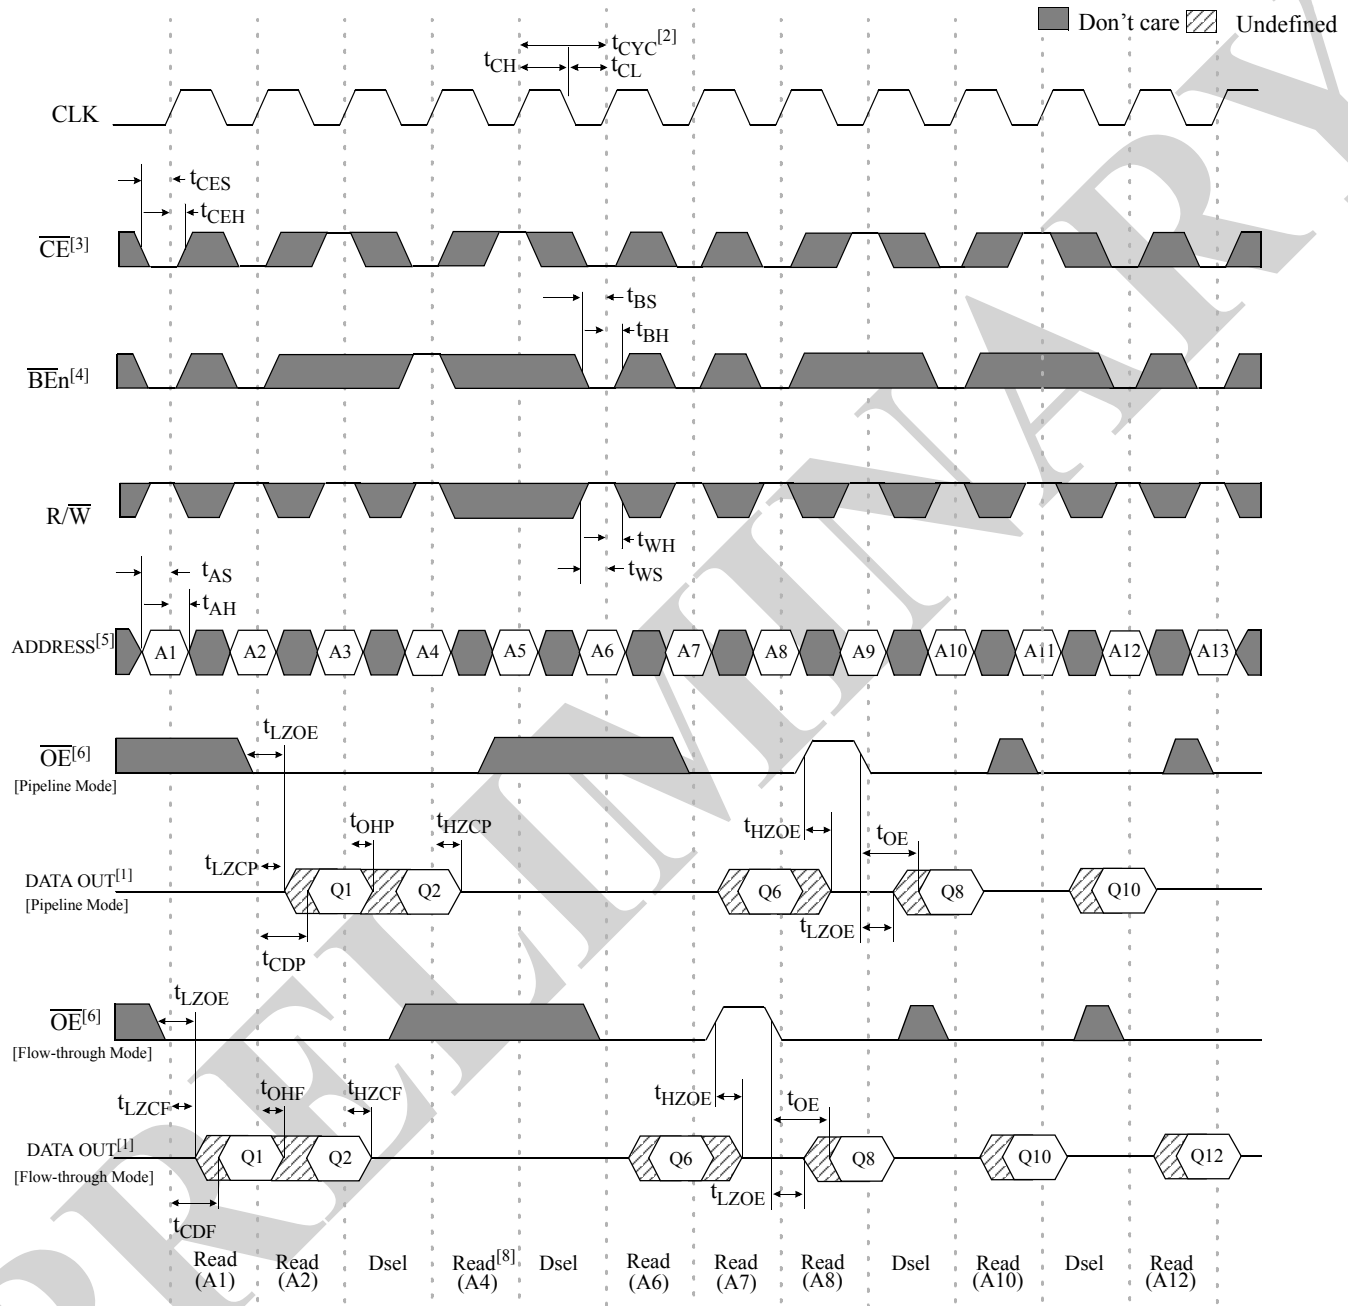 Don't care Undefined
tCYC[2]
tCH tCL
CLK
tCES
tCEH
CE[3]
tBS
tBH
BEn[4]
R/W
tWH
tWS
tAS
tAH
ADDRESS[5] A1 A2 A3 A4 A5 A6 A7 A8 A9 A10 A11 A12 A13
tLZOE
OE[6]
[Pipeline Mode]
tOHP tHZCP tHZOE tOE
tLZCP
DATA OUT[1] Q1 Q2 Q6 Q8 Q10
[Pipeline Mode]
tLZOE
tCDP
tLZOE
OE[6]
[Flow-through Mode]
tOHF tHZCF tHZOE tOE
tLZCF
DATA OUT[1] Q1 Q2 Q6 Q8 Q10 Q12
[Flow-through Mode]
tLZOE
tCDF
Read Read Dsel Read[8] Dsel Read Read Read Dsel Read Dsel Read
(A1) (A2) (A4) (A6) (A7) (A8) (A10) (A12)
PRELIMINARY